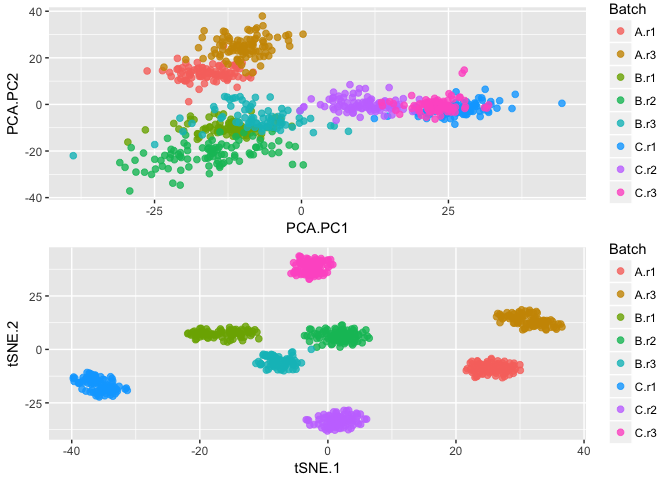 40
20
0
-20
-40
PCA.PC2
-25
0
25
PCA.PC1
Batch
A.r1
A.r3
B.r1
B.r2
B.r3
C.r1
C.r2
C.r3
25
0
-25
tSNE.2
-40
-20
0
20
40
tSNE.1
Batch
A.r1
A.r3
B.r1
B.r2
B.r3
C.r1
C.r2
C.r3